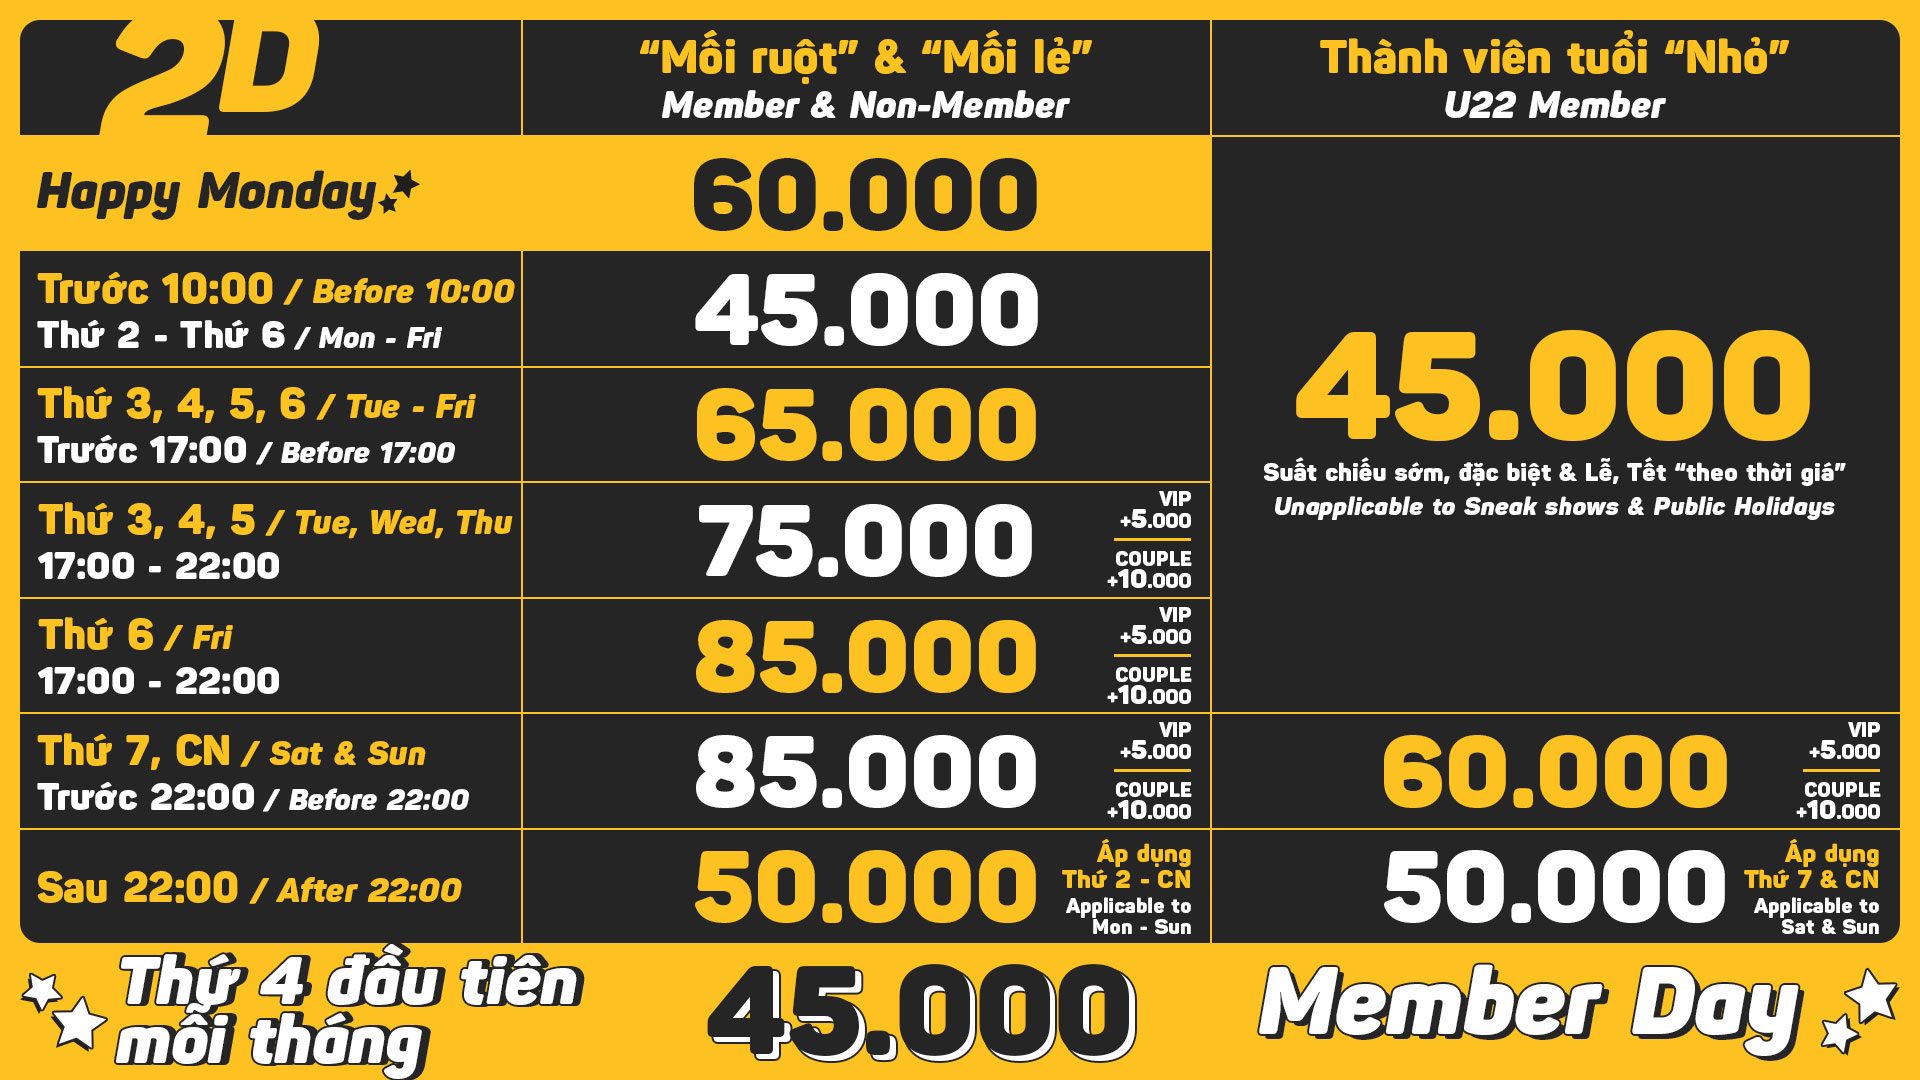 2D
“Mối ruột” & “Mối lẻ”
Member & Non-Member
Thành viên tuổi “Nhỏ”
U22 Member
Happy Monday
60.000
Trước 10:00 / Before 10:00
Thứ 2 - Thứ 6 / Mon - Fri
45.000
Thứ 3, 4, 5, 6 / Tue - Fri
Trước 17:00 / Before 17:00
65.000
45.000
Suất chiếu sớm, đặc biệt & Lễ, Tết “theo thời giá”
Unapplicable to Sneak shows & Public Holidays
Thứ 3, 4, 5 / Tue, Wed, Thu
17:00 - 22:00
75.000
VIP
+5.000
COUPLE
+10.000
Thứ 6 / Fri
17:00 - 22:00
85.000
VIP
+5.000
COUPLE
+10.000
Thứ 7, CN / Sat & Sun
Trước 22:00 / Before 22:00
85.000
VIP
+5.000
COUPLE
+10.000
60.000
VIP
+5.000
COUPLE
+10.000
Sau 22:00 / After 22:00
50.000
Áp dụng
Thứ 2 - CN
Applicable to
Mon - Sun
50.000
Áp dụng
Thứ 7 & CN
Applicable to
Sat & Sun
Thứ 4 đầu tiên
mỗi tháng
45.000
Member Day